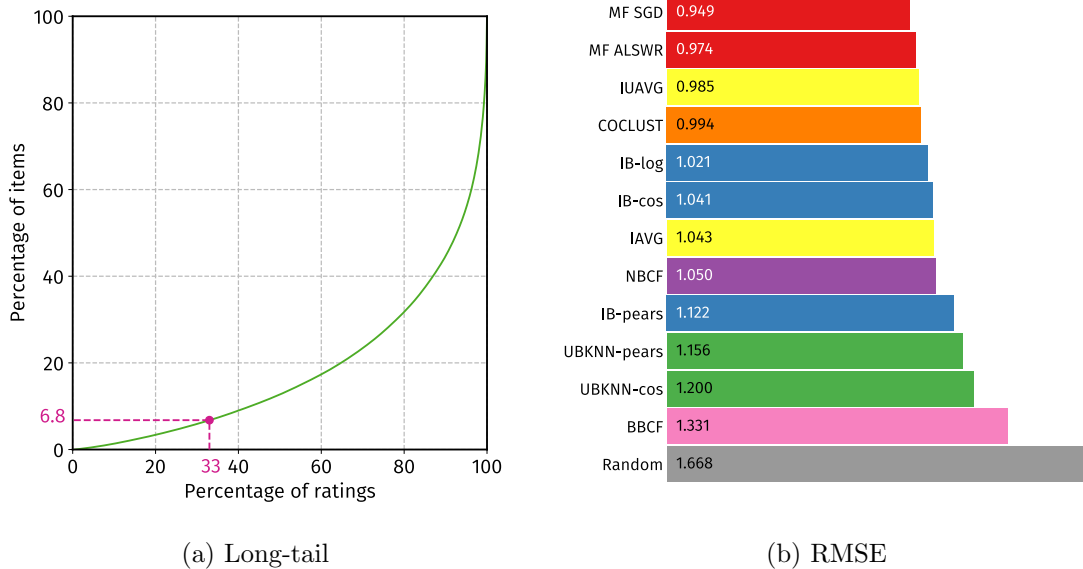 100
80
60
40
20
6.8
0
0
20
33
40
60
80
100
Percentage of items
Percentage of ratings
(a) Long-tail
MF SGD 0.949
MF ALSWR 0.974
IUAVG 0.985
COCLUST 0.994
IB-log 1.021
IB-cos 1.041
IAVG 1.043
NBCF 1.050
IB-pears 1.122
UBKNN-pears 1.156
UBKNN-cos 1.200
BBCF 1.331
Random 1.668
(b) RMSE